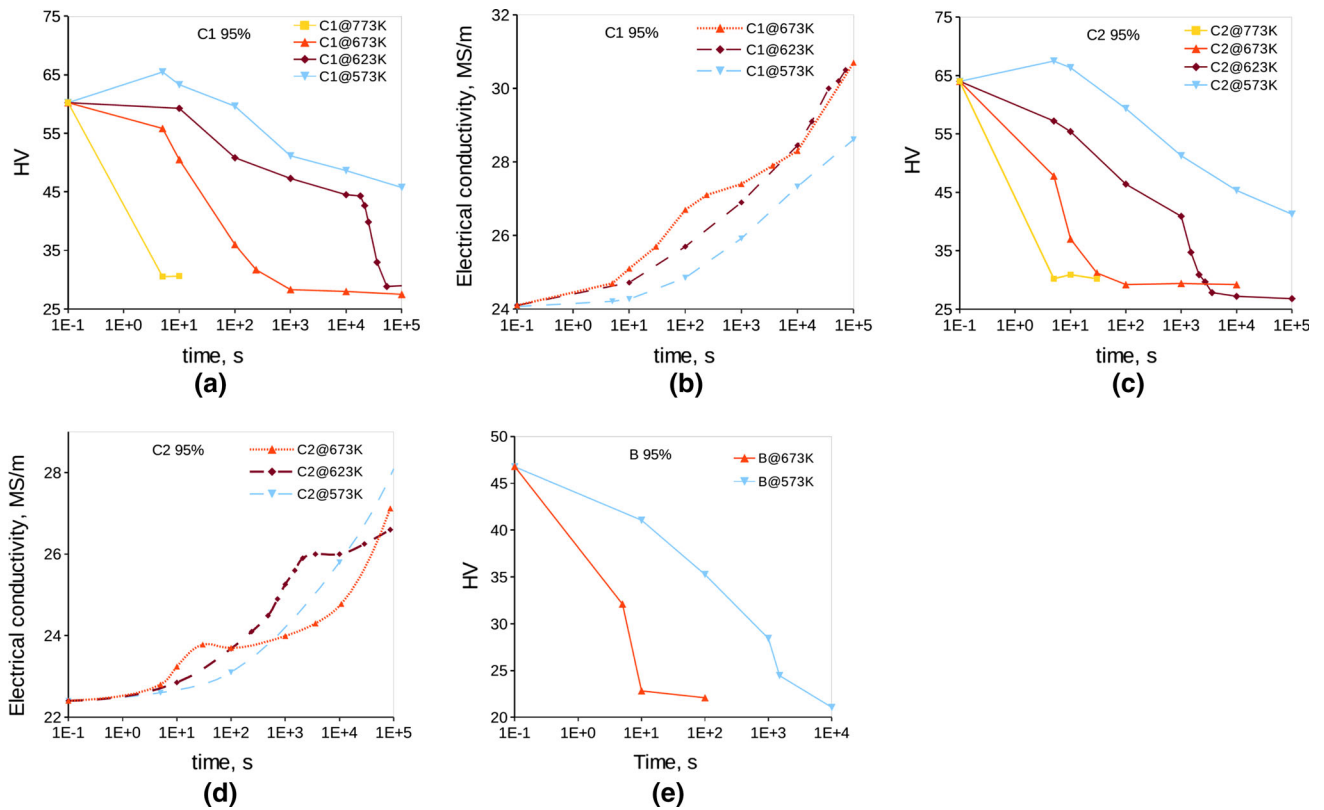 C1 95%
C1@773K
C1@673K
C1@623K
C1@573K
75
65
55
45
35
25
HV
1E-1 1E+0 1E+1 1E+2 1E+3 1E+4 1E+5
time, s
(a)
C1 95%
C1@673K
C1@623K
C1@573K
32
30
28
26
24
Electrical conductivity, MS/m
1E-1 1E+0 1E+1 1E+2 1E+3 1E+4 1E+5
time, s
(b)
C2 95%
C2@773K
C2@673K
C2@623K
C2@573K
75
65
55
45
35
25
HV
1E-1 1E+0 1E+1 1E+2 1E+3 1E+4 1E+5
time, s
(c)
C2 95%
C2@673K
C2@623K
C2@573K
28
26
24
22
Electrical conductivity, MS/m
1E-1 1E+0 1E+1 1E+2 1E+3 1E+4 1E+5
time, s
(d)
B 95%
B@673K
B@573K
50
45
40
35
30
25
20
HV
1E-1 1E+0 1E+1 1E+2 1E+3 1E+4
Time, s
(e)